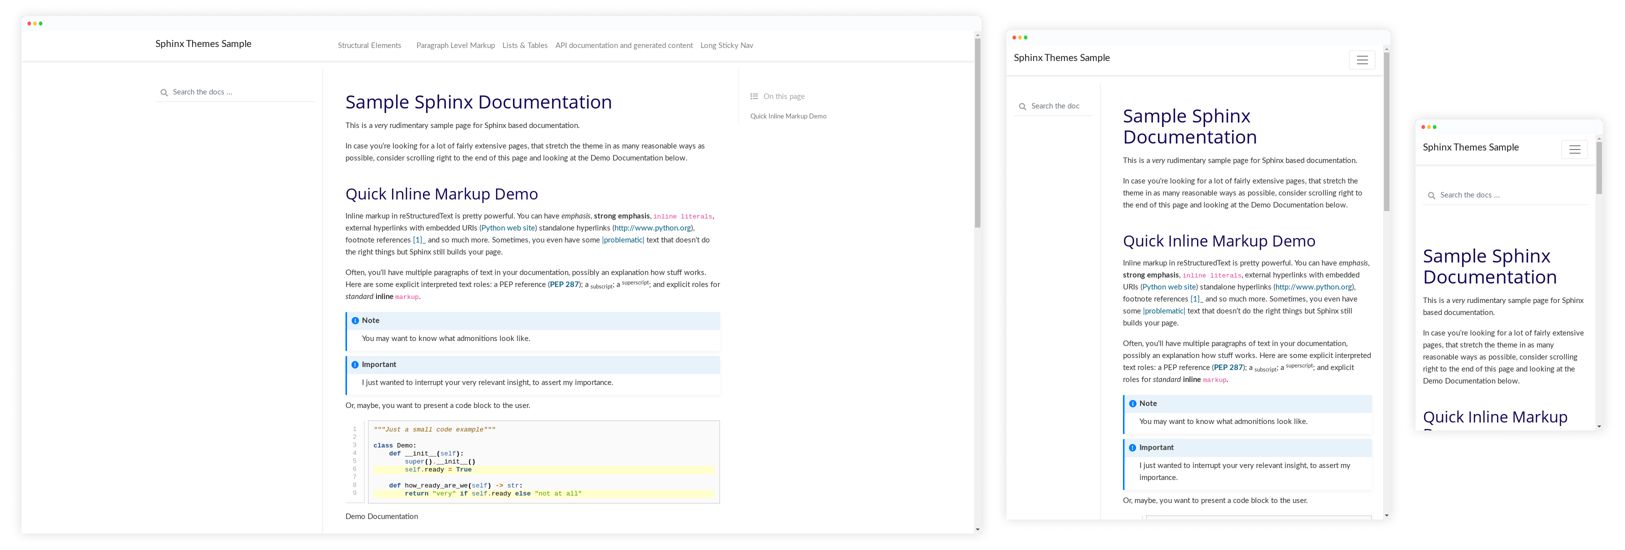 Sphinx Themes Sample
Structural Elements Paragraph Level Markup Lists & Tables API documentation and generated content Long Sticky Nav
Search the docs ...
Sample Sphinx Documentation
This is a very rudimentary sample page for Sphinx based documentation.
In case you're looking for a lot of fairly extensive pages, that stretch the theme in as many reasonable ways as
possible, consider scrolling right to the end of this page and looking at the Demo Documentation below.
Quick Inline Markup Demo
Inline markup in reStructuredText is pretty powerful. You can have emphasis, strong emphasis, inline literals,
external hyperlinks with embedded URIs (Python web site) standalone hyperlinks (http://www.python.org),
footnote references [1]_ and so much more. Sometimes, you even have some |problematic| text that doesn't do
the right things but Sphinx still builds your page.
Often, you'll have multiple paragraphs of text in your documentation, possibly an explanation how stuff works.
Here are some explicit interpreted text roles: a PEP reference (PEP 287); a subscript; a superscript; and explicit roles for
standard inline markup.
Note
You may want to know what admonitions look like.
Important
I just wanted to interrupt your very relevant insight, to assert my importance.
Or, maybe, you want to present a code block to the user.
1 """Just a small code example"""
2
3 class Demo:
4 def __init__(self):
5 super().__init__()
6 self.ready = True
7
8 def how_ready_are_we(self) -> str:
9 return "very" if self.ready else "not at all"
Demo Documentation
On this page
Quick Inline Markup Demo
Sphinx Themes Sample
Search the doc
Sample Sphinx
Documentation
This is a very rudimentary sample page for Sphinx based documentation.
In case you're looking for a lot of fairly extensive pages, that stretch the
theme in as many reasonable ways as possible, consider scrolling right to
the end of this page and looking at the Demo Documentation below.
Quick Inline Markup Demo
Inline markup in reStructuredText is pretty powerful. You can have emphasis,
strong emphasis, inline literals, external hyperlinks with embedded
URIs (Python web site) standalone hyperlinks (http://www.python.org),
footnote references [1]_ and so much more. Sometimes, you even have
some |problematic| text that doesn't do the right things but Sphinx still
builds your page.
Often, you'll have multiple paragraphs of text in your documentation,
possibly an explanation how stuff works. Here are some explicit interpreted
text roles: a PEP reference (PEP 287); a subscript; a superscript; and explicit
roles for standard inline markup.
Note
You may want to know what admonitions look like.
Important
I just wanted to interrupt your very relevant insight, to assert my
importance.
Or, maybe, you want to present a code block to the user.
Sphinx Themes Sample
Search the docs ...
Sample Sphinx
Documentation
This is a very rudimentary sample page for Sphinx
based documentation.
In case you're looking for a lot of fairly extensive
pages, that stretch the theme in as many
reasonable ways as possible, consider scrolling
right to the end of this page and looking at the
Demo Documentation below.
Quick Inline Markup